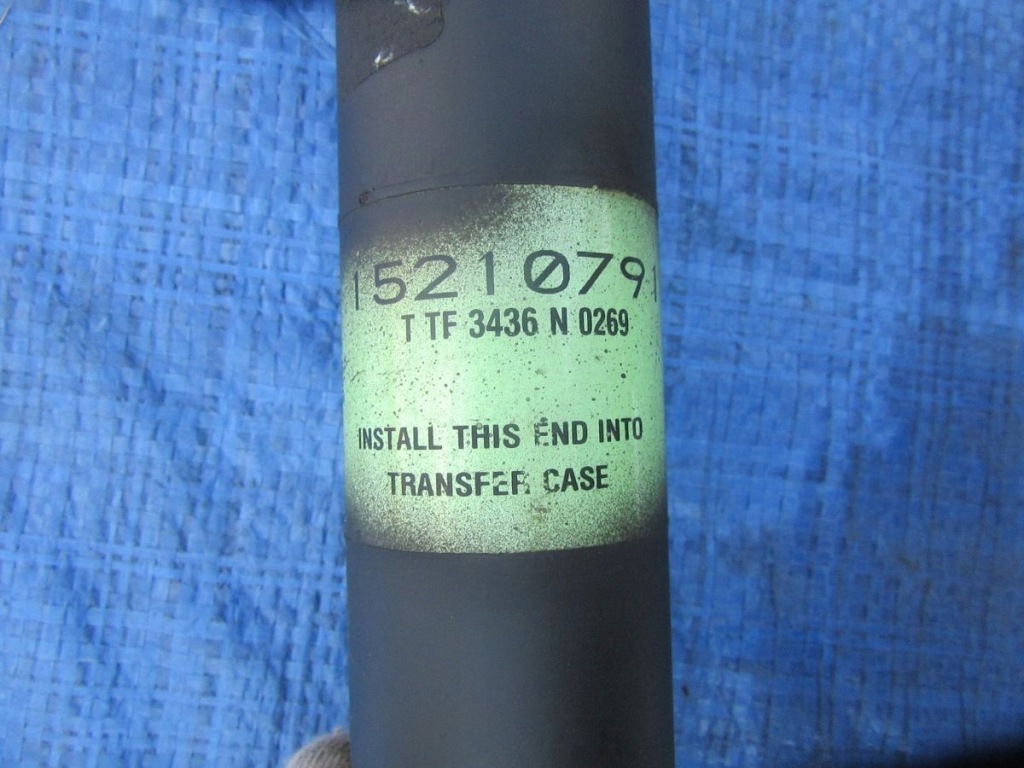 15210791
T TF 3436 N 0269
INSTALL THIS END INTO
TRANSFER CASE